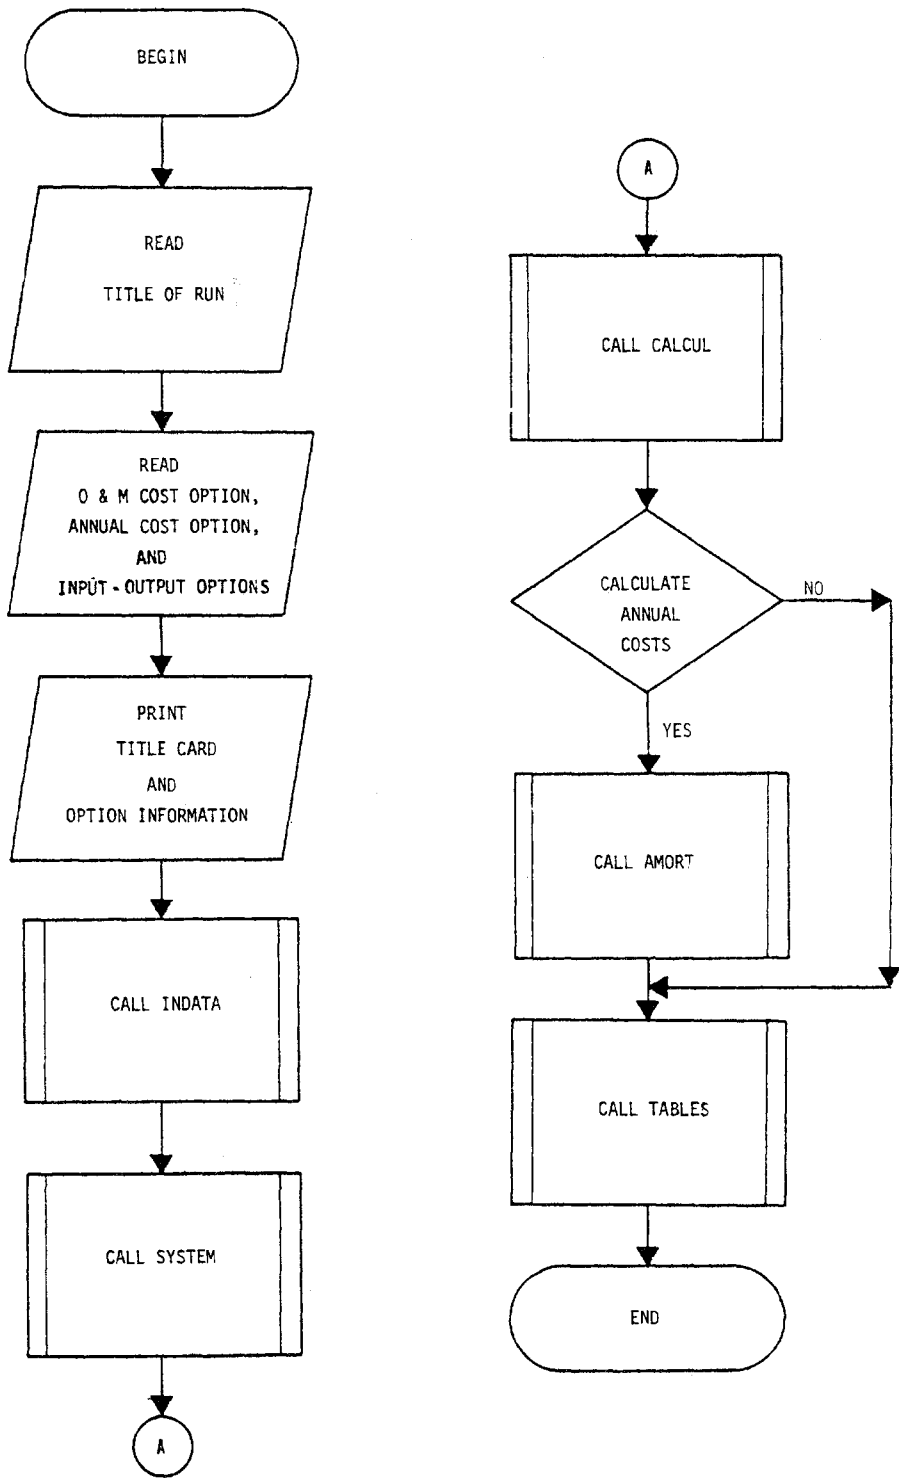 BEGIN
READ
TITLE OF RUN
READ
O & M COST OPTION,
ANNUAL COST OPTION,
AND
INPUT-OUTPUT OPTIONS
PRINT
TITLE CARD
AND
OPTION INFORMATION
CALL INDATA
CALL SYSTEM
A
A
CALL CALCUL
CALCULATE
ANNUAL
COSTS
NO
YES
CALL AMORT
CALL TABLES
END